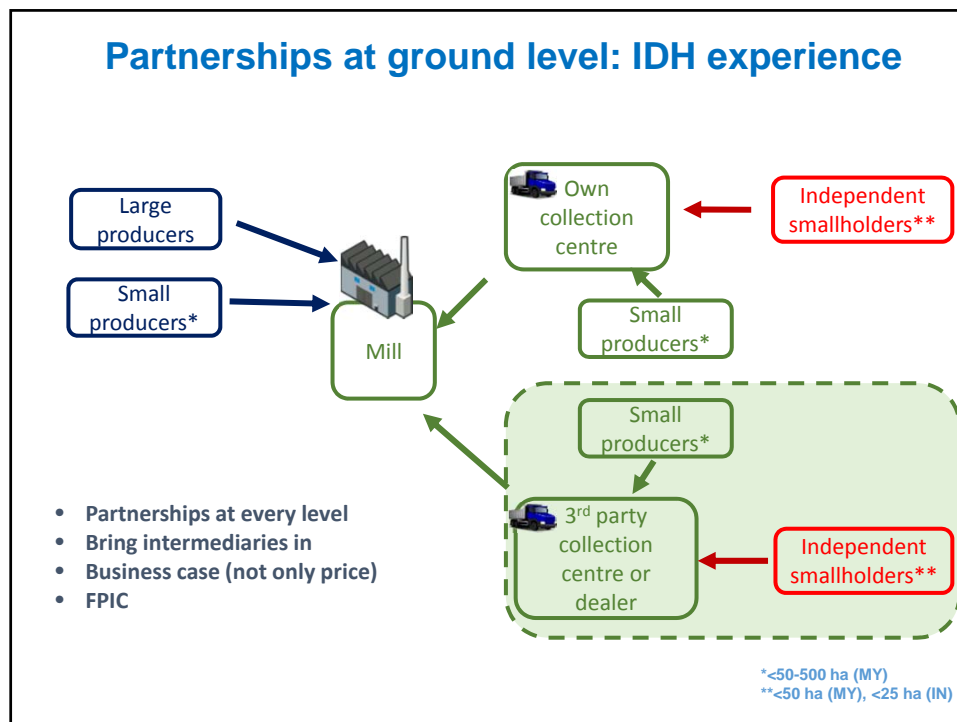 Partnerships at ground level: IDH experience
Large
producers
Small
producers*
Mill
Own
collection
centre
Independent
smallholders**
Small
producers*
Small
producers*
3rd party
collection
centre or
dealer
Independent
smallholders**
• Partnerships at every level
• Bring intermediaries in
• Business case (not only price)
• FPIC
*<50-500 ha (MY)
**<50 ha (MY), <25 ha (IN)